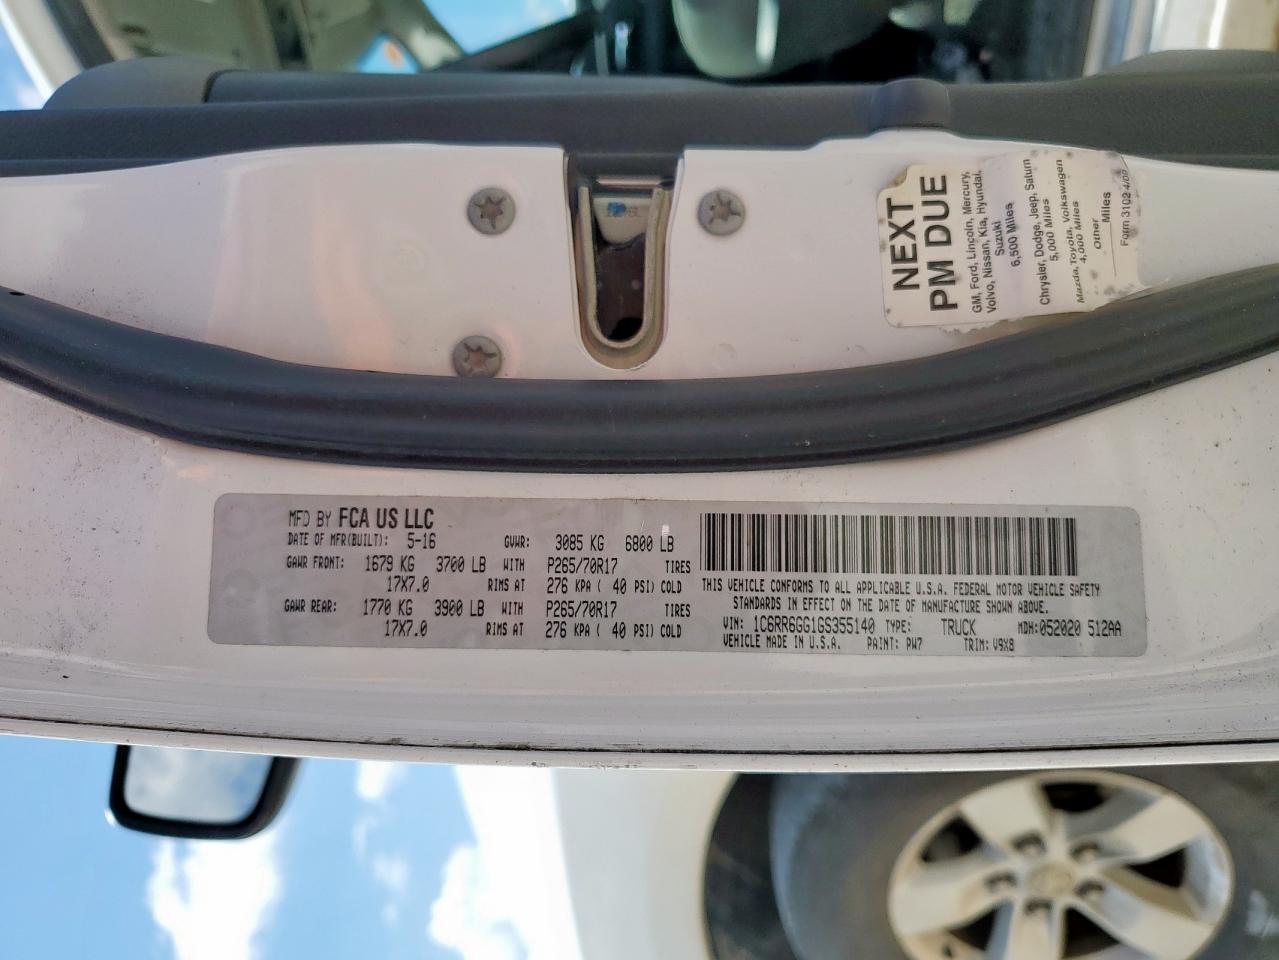 MFD BY FCA US LLC
DATE OF MFR(BUILT): 5-16 GVWR: 3085 KG 6800 LB
GAWR FRONT: 1679 KG 3700 LB WITH P265/70R17 TIRES
17X7.0 RIMS AT 276 KPA ( 40 PSI) COLD
GAWR REAR: 1770 KG 3900 LB WITH P265/70R17 TIRES
17X7.0 RIMS AT 276 KPA ( 40 PSI) COLD
THIS VEHICLE CONFORMS TO ALL APPLICABLE U.S.A. FEDERAL MOTOR VEHICLE SAFETY
STANDARDS IN EFFECT ON THE DATE OF MANUFACTURE SHOWN ABOVE.
VIN: 1C6RR6GG1GS355140 TYPE: TRUCK MDH:052020 512AA
VEHICLE MADE IN U.S.A. PAINT: PW7 TRIM: V9X8
NEXT
PM DUE
GM, Ford, Lincoln, Mercury,
Volvo, Nissan, Kia, Hyundai,
Suzuki
6,500 Miles
Chrysler, Dodge, Jeep, Saturn
5,000 Miles
Mazda, Toyota, Volkswagen
4,000 Miles
Other
Miles
Form 3102 4/09